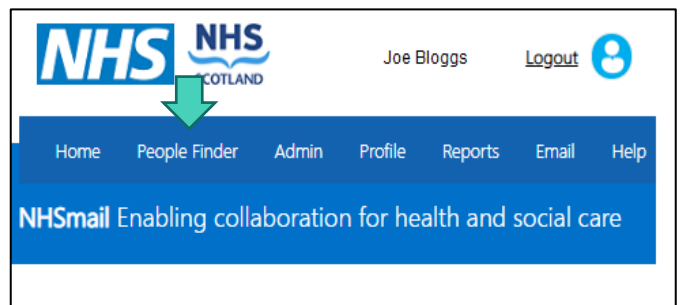 NHS NHS
SCOTLAND
Joe Bloggs Logout
Home People Finder Admin Profile Reports Email Help
NHSmail Enabling collaboration for health and social care